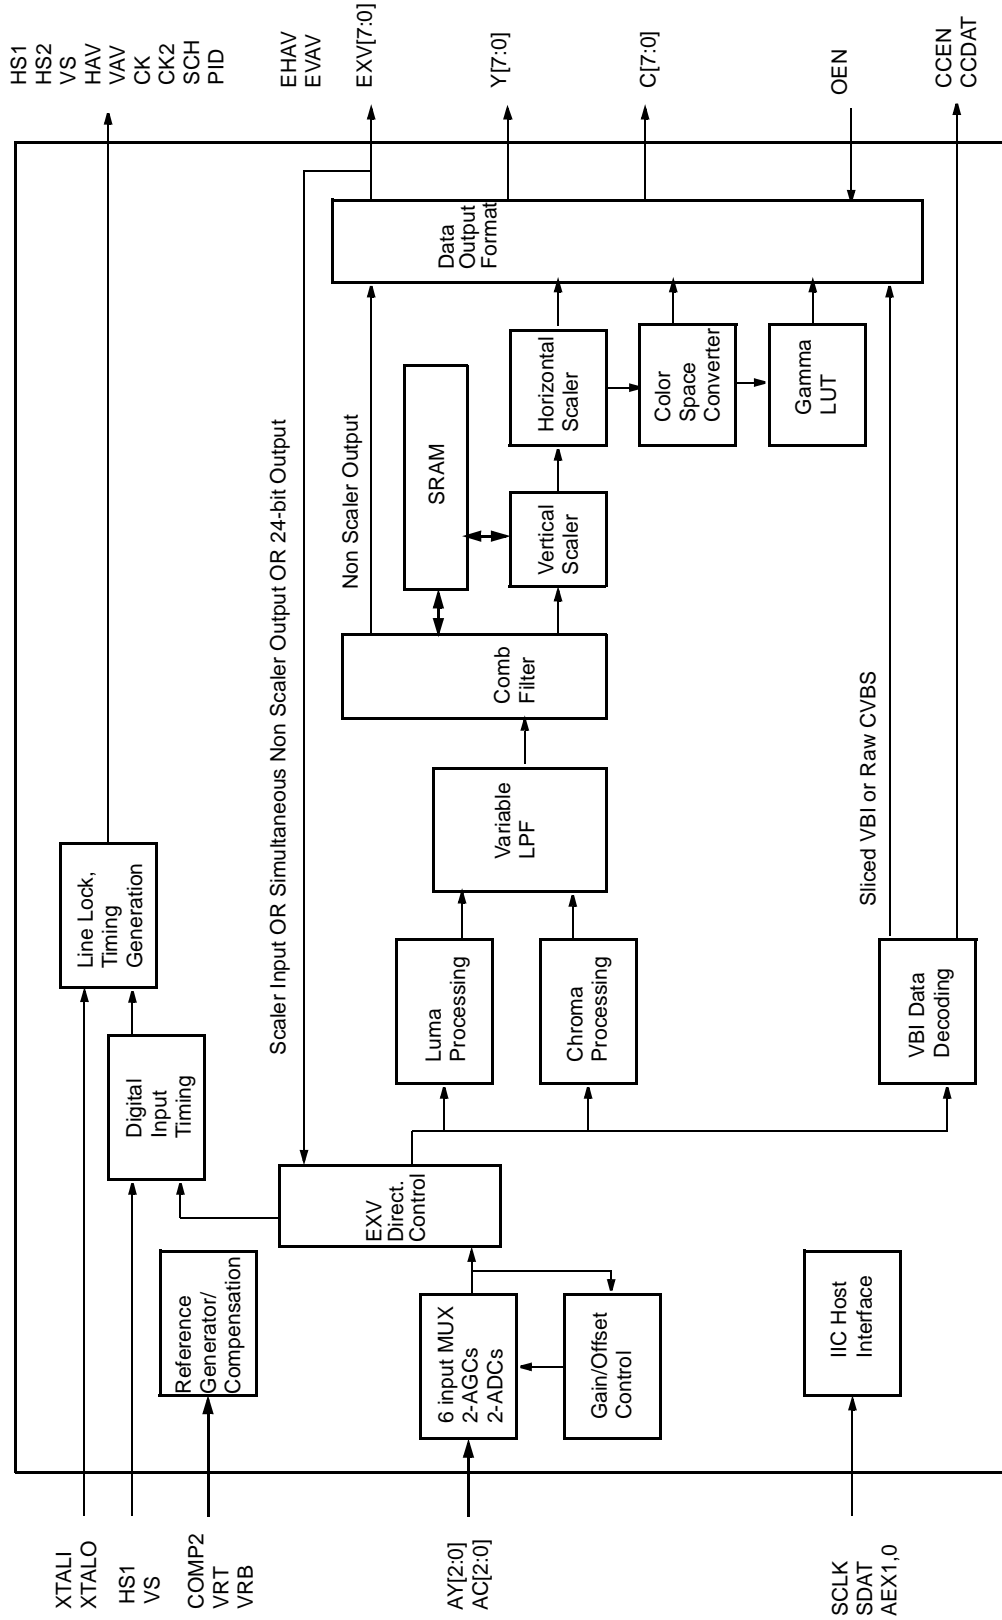 XTALI
XTALO
HS1
VS
COMP2
VRT
VRB
AY[2:0]
AC[2:0]
SCLK
SDAT
AEX1,0
Reference
Generator/
Compensation
6 input MUX
2-AGCs
2-ADCs
Gain/Offset
Control
IIC Host
Interface
EXV
Direct.
Control
Digital
Input
Timing
Line Lock,
Timing
Generation
Luma
Processing
Chroma
Processing
VBI Data
Decoding
Scaler Input OR Simultaneous Non Scaler Output OR 24-bit Output
Variable
LPF
Comb
Filter
Non Scaler Output
SRAM
Vertical
Scaler
Horizontal
Scaler
Color
Space
Converter
Gamma
LUT
Sliced VBI or Raw CVBS
Data
Output
Format
HS1
HS2
VS
HAV
VAV
CK
CK2
SCH
PID
EHAV
EVAV
EXV[7:0]
Y[7:0]
C[7:0]
OEN
CCEN
CCDAT